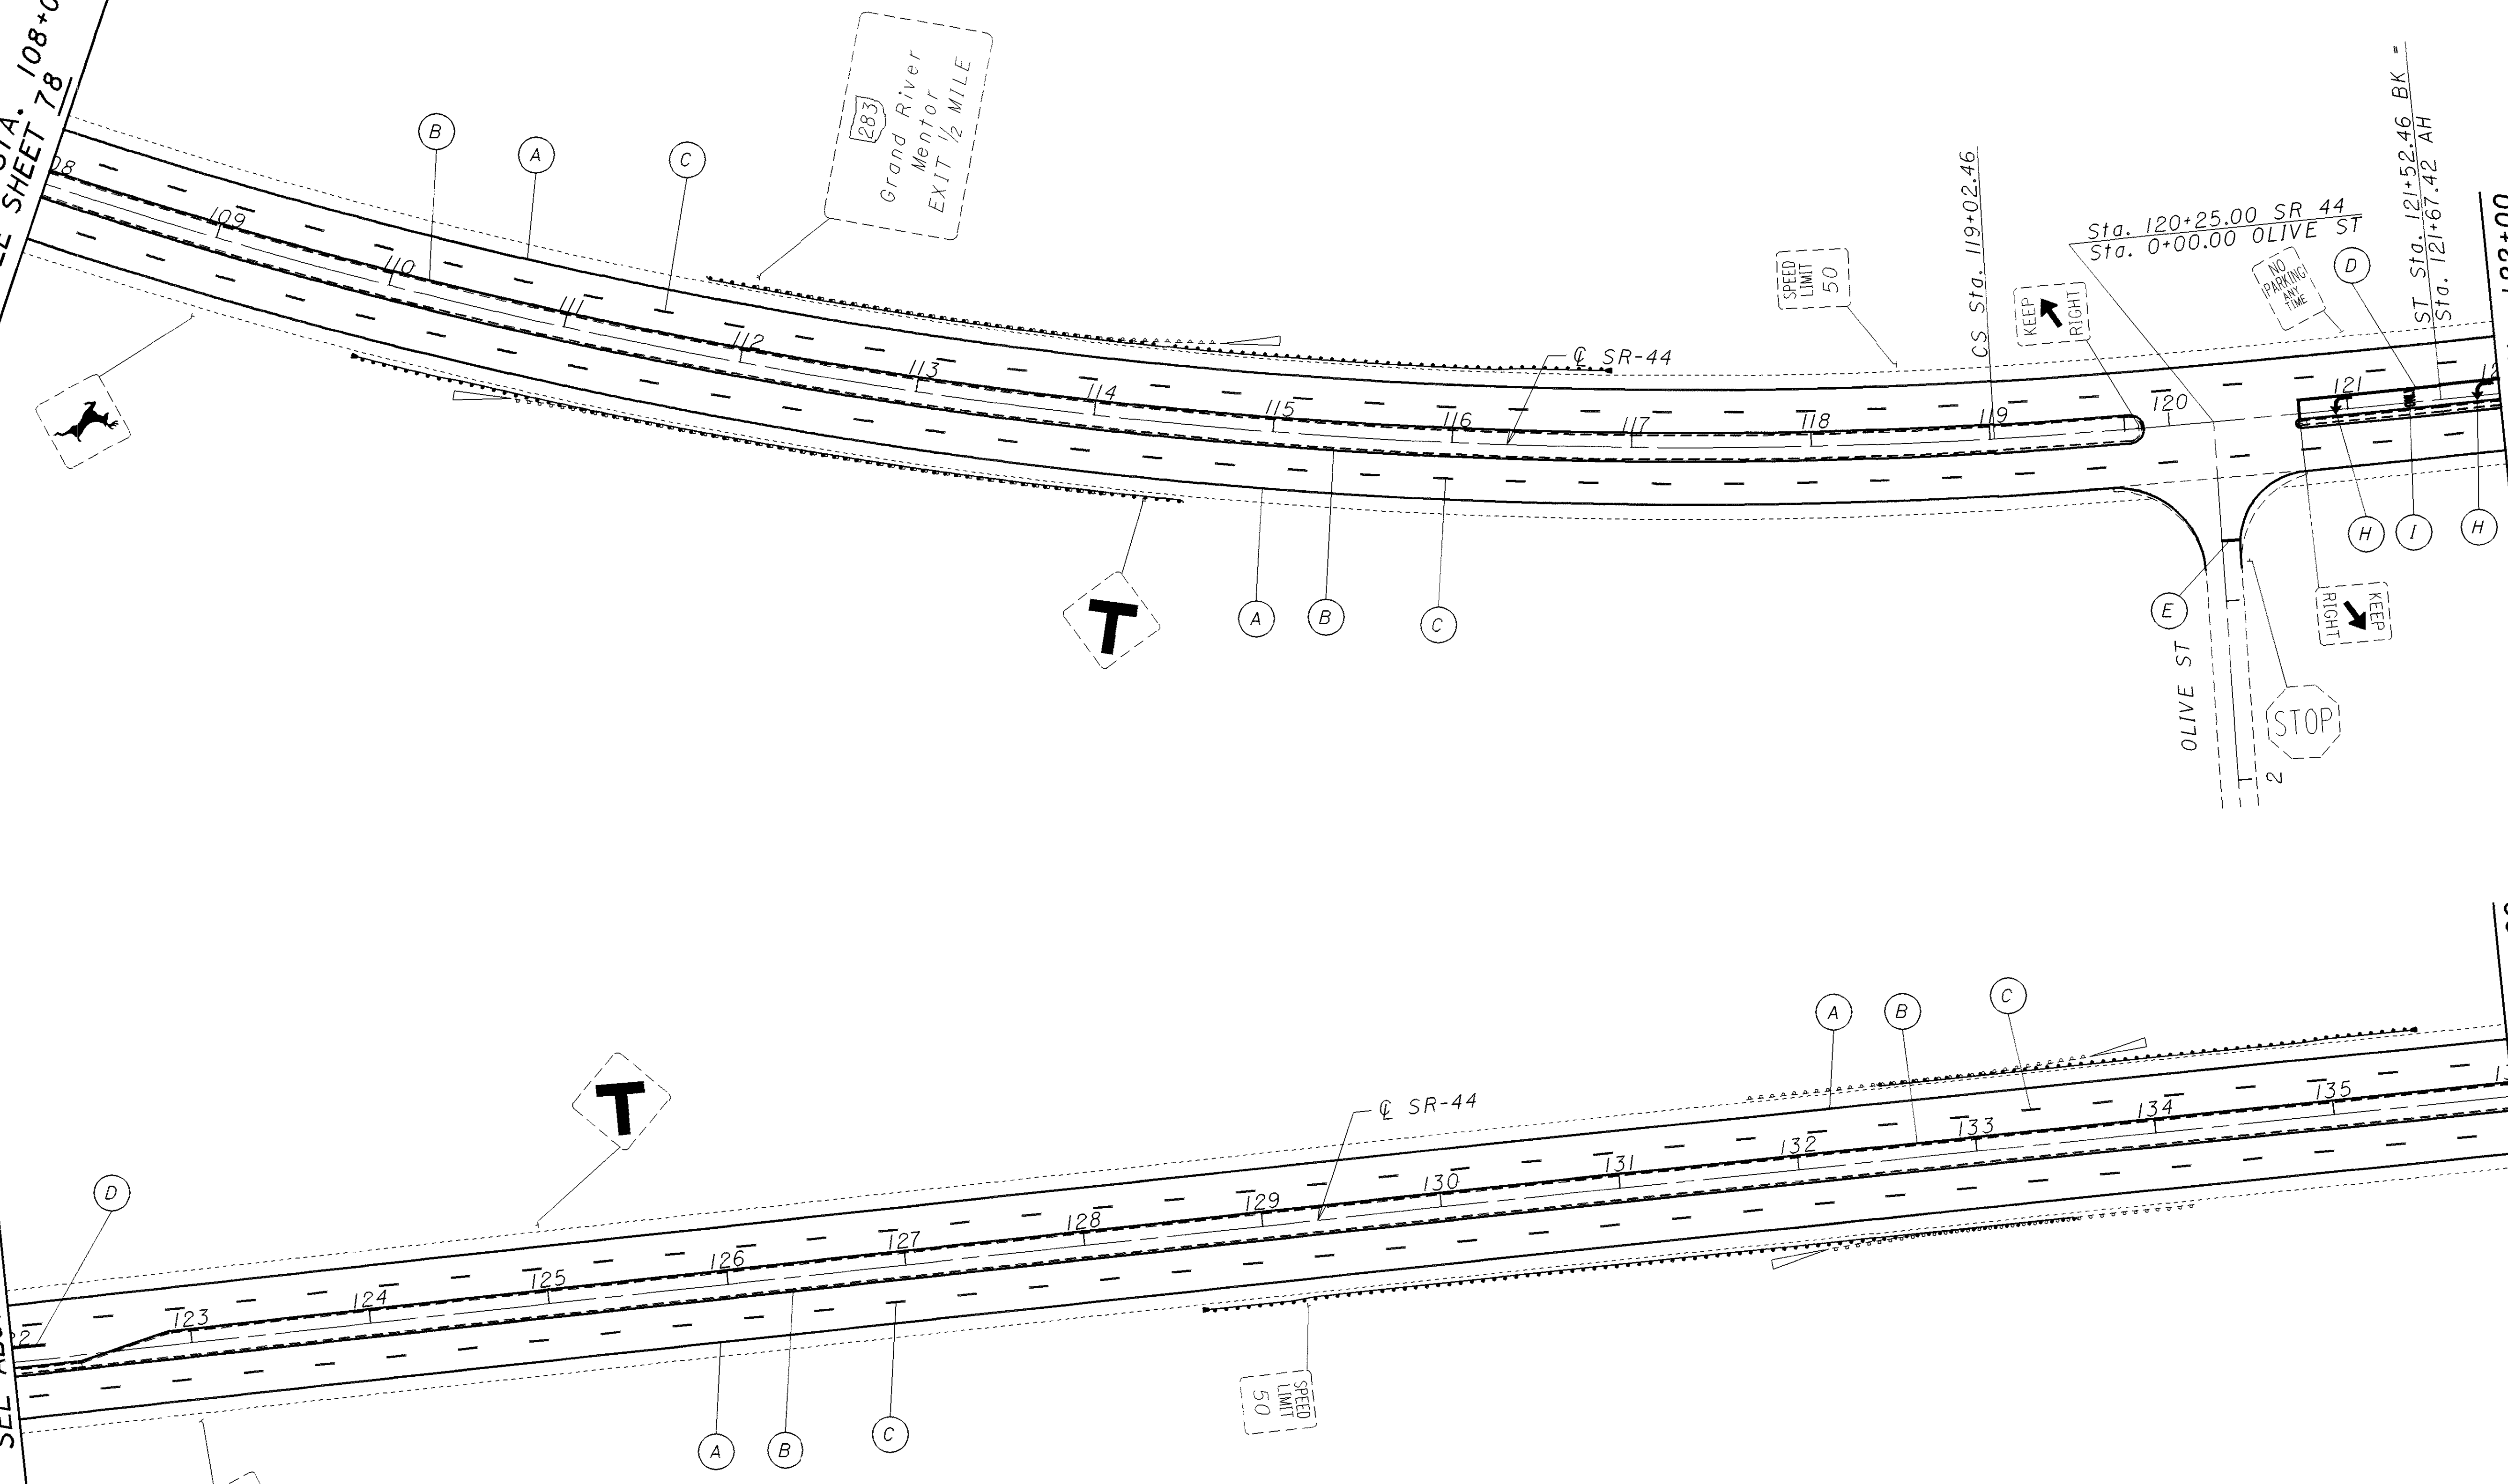 SHEET 78
108
B
A
C
283
Grand River
Mentor
EXIT 1/2 MILE
109
110
111
112
113
114
115
116
117
118
119
120
121
℄ SR-44
SPEED
LIMIT
50
CS Sta. 119+02.46
KEEP
RIGHT
Sta. 120+25.00 SR 44
Sta. 0+00.00 OLIVE ST
NO
PARKING
ANY
TIME
D
ST Sta. 121+52.46 BK =
Sta. 121+67.42 AH
T
A
B
C
E
H
I
H
KEEP
RIGHT
OLIVE ST
STOP
2
D
T
123
124
125
126
127
128
129
130
131
132
133
134
135
℄ SR-44
A
B
C
A
B
C
SPEED
LIMIT
50